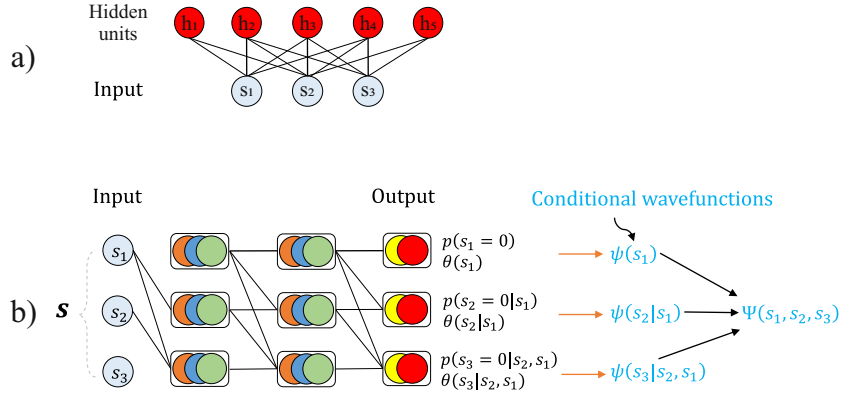 Hidden
units
h₁ h₂ h₃ h₄ h₅
a)
Input
s₁ s₂ s₃
Input
Output
Conditional wavefunctions
s₁
p(s₁ = 0)
θ(s₁)
ψ(s₁)
b)
s
s₂
p(s₂ = 0|s₁)
θ(s₂|s₁)
ψ(s₂|s₁)
Ψ(s₁, s₂, s₃)
s₃
p(s₃ = 0|s₂, s₁)
θ(s₃|s₂, s₁)
ψ(s₃|s₂, s₁)